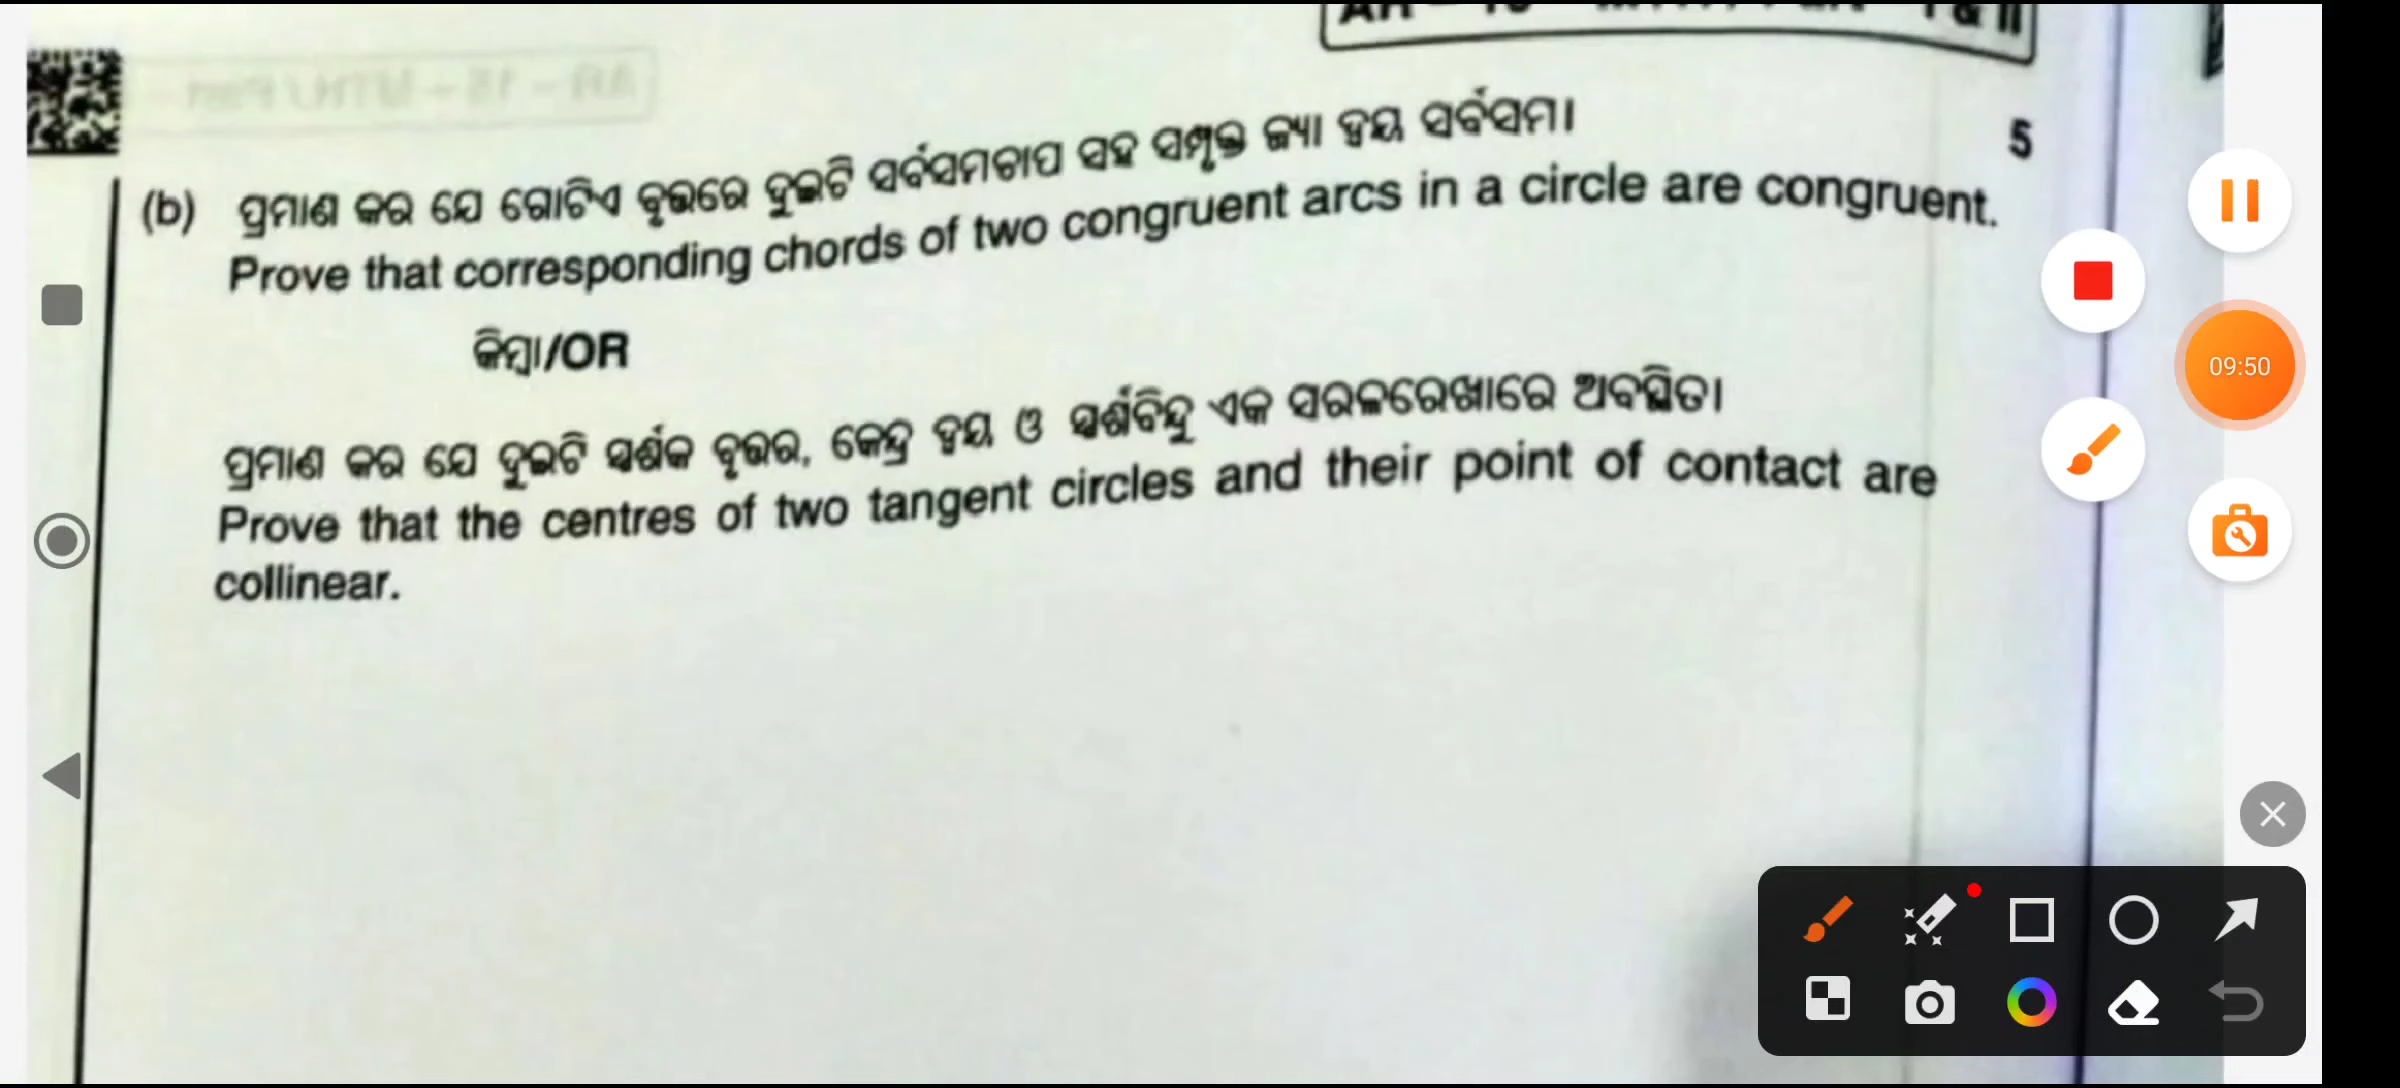 (b) ପ୍ରମାଣ କର ଯେ ଗୋଟିଏ ବୃତ୍ତରେ ଦୁଇଟି ସର୍ବସମଚାପ ସହ ସମ୍ପୃକ୍ତ ଜ୍ୟା ଦ୍ୱୟ ସର୍ବସମ। 5
Prove that corresponding chords of two congruent arcs in a circle are congruent.
କିମ୍ବା/OR
ପ୍ରମାଣ କର ଯେ ଦୁଇଟି ସ୍ପର୍ଶକ ବୃତ୍ତର, କେନ୍ଦ୍ର ଦ୍ୱୟ ଓ ସ୍ପର୍ଶବିନ୍ଦୁ ଏକ ସରଳରେଖାରେ ଅବସ୍ଥିତ।
Prove that the centres of two tangent circles and their point of contact are
collinear.
09:50